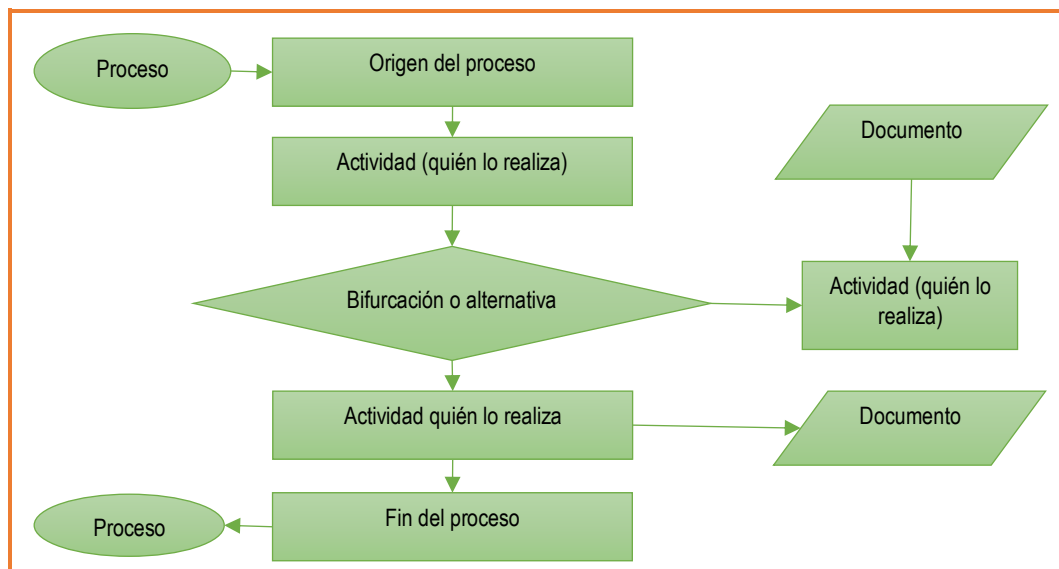 Proceso
Origen del proceso
Actividad (quién lo realiza)
Documento
Bifurcación o alternativa
Actividad (quién lo
realiza)
Actividad quién lo realiza
Documento
Fin del proceso
Proceso